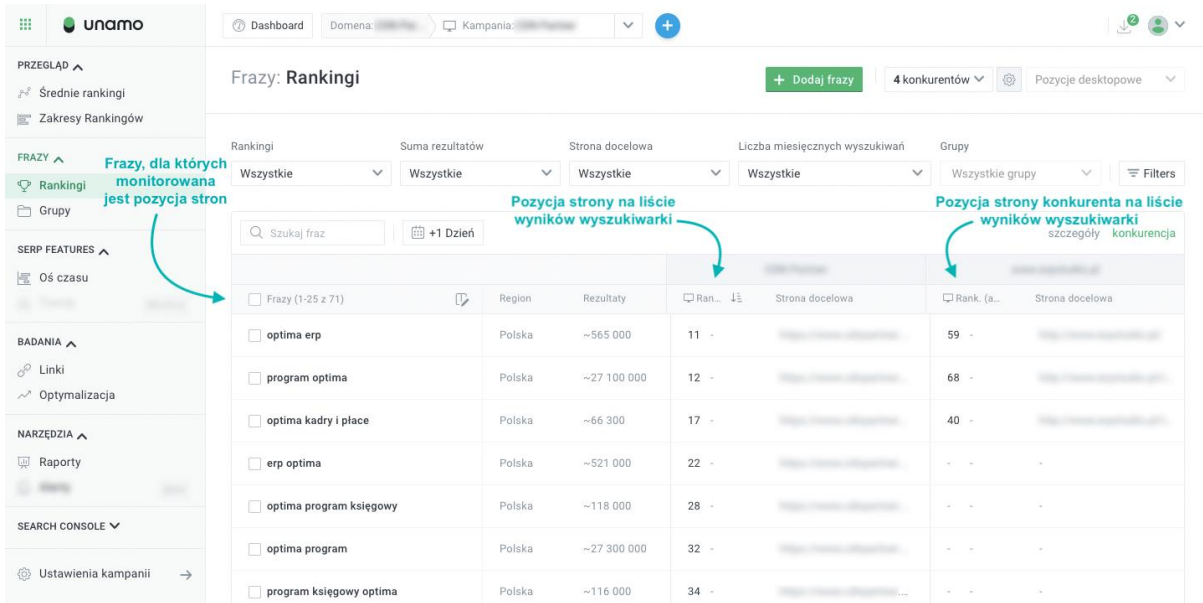 unamo
Dashboard
Domena:
Kampania:
2
PRZEGLĄD
Średnie rankingi
Zakresy Rankingów
FRAZY
Rankingi
Grupy
SERP FEATURES
Oś czasu
BADANIA
Linki
Optymalizacja
NARZĘDZIA
Raporty
SEARCH CONSOLE
Ustawienia kampanii
Frazy: Rankingi
+ Dodaj frazy
4 konkurentów
Pozycje desktopowe
Rankingi Suma rezultatów Strona docelowa Liczba miesięcznych wyszukiwań Grupy
Wszystkie Wszystkie Wszystkie Wszystkie Wszystkie grupy Filters
Frazy, dla których
monitorowana
jest pozycja stron
Pozycja strony na liście
wyników wyszukiwarki
Pozycja strony konkurenta na liście
wyników wyszukiwarki
Szukaj fraz +1 Dzień szczegóły konkurencja
Frazy (1-25 z 71) Region Rezultaty Ran... Strona docelowa Rank. (a... Strona docelowa
optima erp Polska ~565 000 11 - 59 -
program optima Polska ~27 100 000 12 - 68 -
optima kadry i płace Polska ~66 300 17 - 40 -
erp optima Polska ~521 000 22 - - - -
optima program księgowy Polska ~118 000 28 - - - -
optima program Polska ~27 300 000 32 - - - -
program księgowy optima Polska ~116 000 34 - - - -